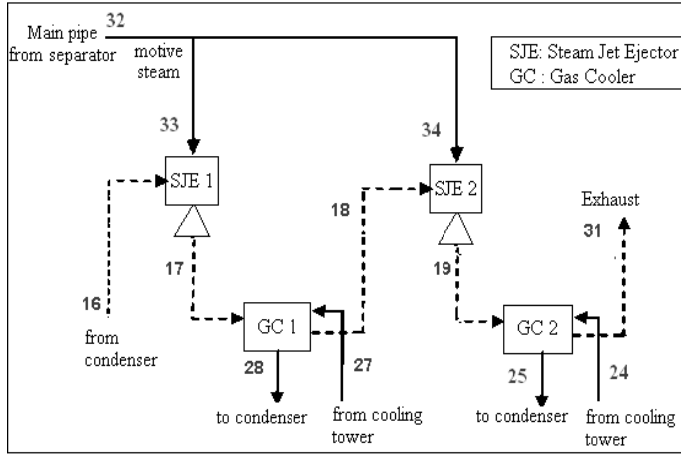 32
Main pipe
from separator
motive
steam
SJE: Steam Jet Ejector
GC : Gas Cooler
33
34
SJE 1
SJE 2
18
Exhaust
31
17
19
16
from
condenser
GC 1
GC 2
28
27
25
24
to condenser
from cooling
tower
to condenser
from cooling
tower